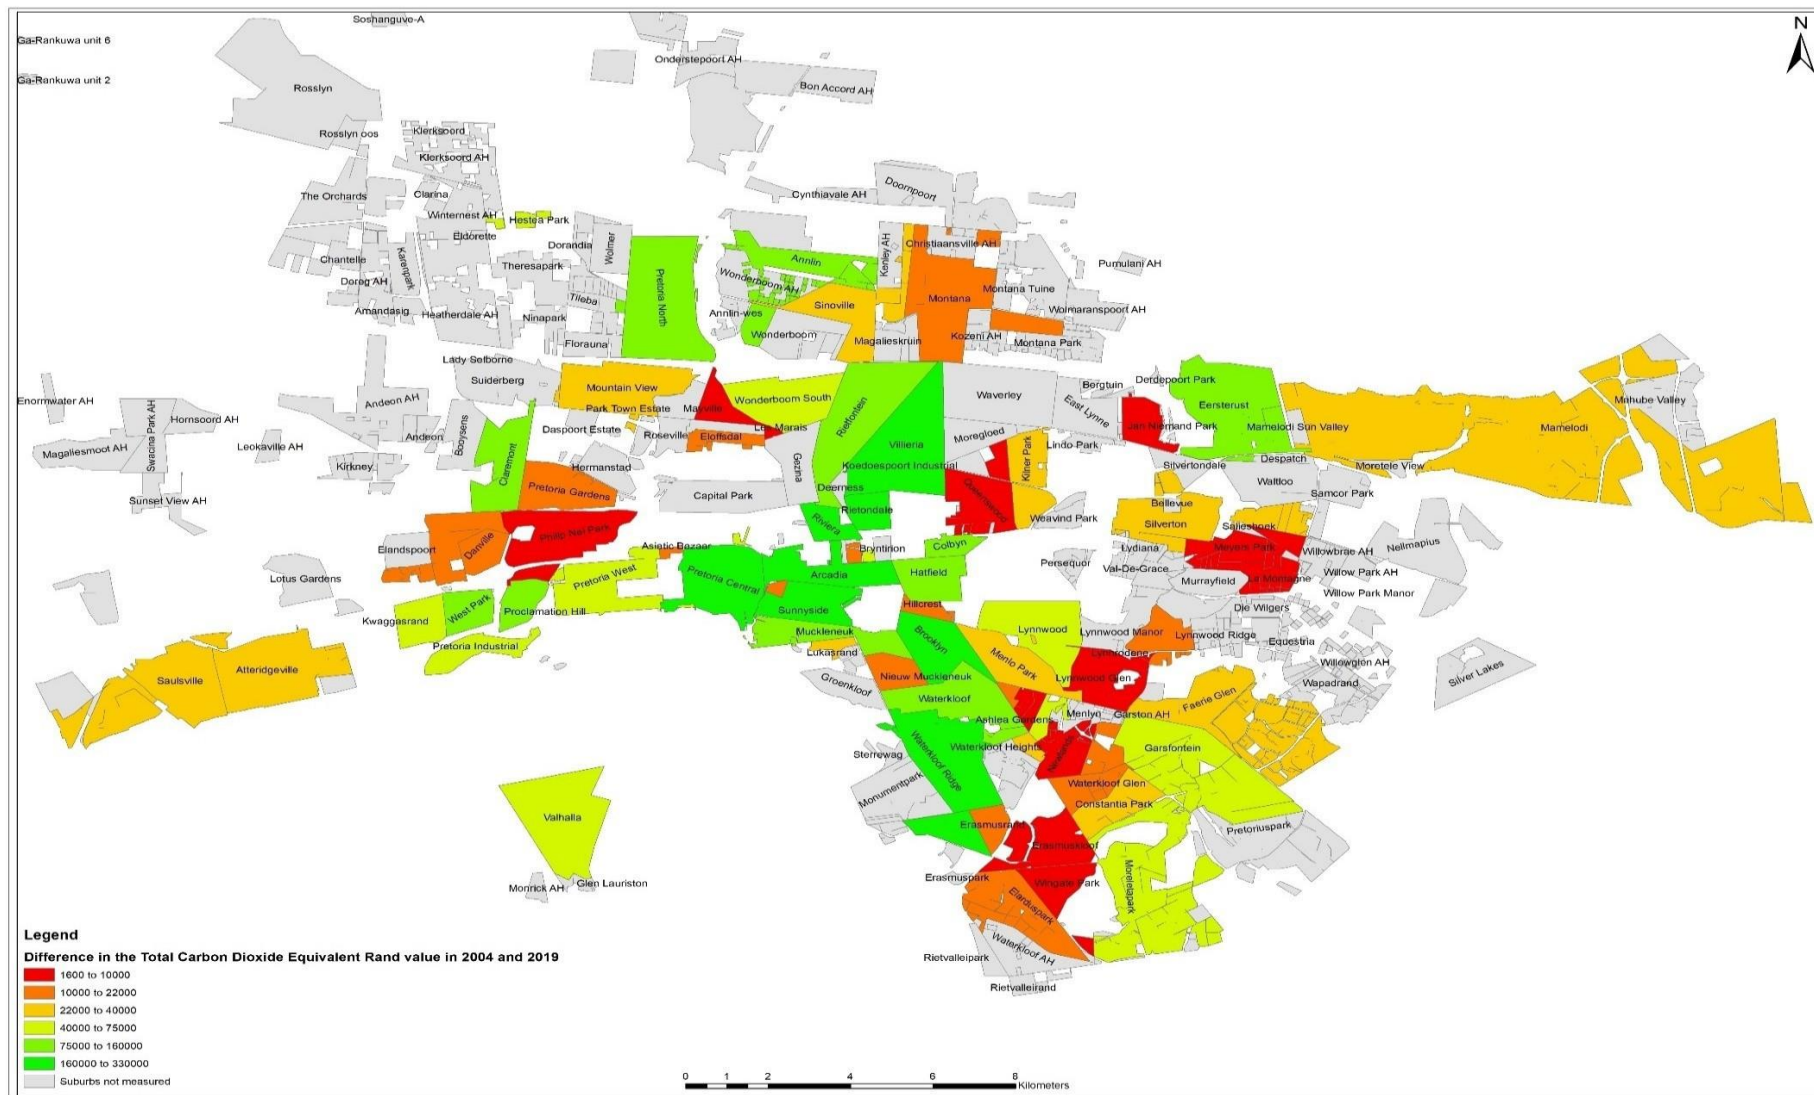 Soshanguve-A
N
Ga-Rankuwa unit 6
Onderstepoort AH
Ga-Rankuwa unit 2
Rosslyn
Bon Accord AH
Rosslyn oos
Klerksoord
Klerksoord AH
The Orchards
Clarina
Cynthiavale AH
Doornpoort
Winternest AH
Hestea Park
Eldorette
Dorandia
Wolmer
Christiaansville AH
Kenley AH
Chantelle
Karenpark
Theresapark
Annlin
Pumulani AH
Doreg AH
Wonderboom AH
Pretoria North
Montana Tuine
Tileba
Sinoville
Montana
Amandasig
Heatherdale AH
Ninapark
Annlin-wes
Wolmaranspoort AH
Florauna
Wonderboom
Magalieskruin
Kozeni AH
Montana Park
Lady Selborne
Suiderberg
Mountain View
Derdepoort Park
Bergtuin
Enormwater AH
Andeon AH
Park Town Estate
Mayville
Wonderboom South
Waverley
Eersterust
Mahube Valley
Swacina Park AH
Hornsoord AH
Rietfontein
East Lynne
Andeon
Booysens
Daspoort Estate
Roseville
Eloffsdal
Les Marais
Villieria
Moregloed
Jan Niemand Park
Mamelodi Sun Valley
Mamelodi
Magaliesmoot AH
Leokaville AH
Claremont
Kilner Park
Lindo Park
Kirkney
Hermanstad
Gezina
Koedoespoort Industrial
Silvertondale
Despatch
Moretele View
Sunset View AH
Pretoria Gardens
Capital Park
Deerness
Queenswood
Waltloo
Samcor Park
Rietondale
Bellevue
Weavind Park
Riviera
Silverton
Salieshoek
Philip Nel Park
Danville
Elandspoort
Asiatic Bazaar
Bryntirion
Colbyn
Lydiana
Meyers Park
Willowbrae AH
Nellmapius
Persequor
Val-De-Grace
Lotus Gardens
Pretoria West
Pretoria Central
Arcadia
Hatfield
Murrayfield
La Montagne
Willow Park AH
Willow Park Manor
Kwaggasrand
West Park
Proclamation Hill
Sunnyside
Hillcrest
Die Wilgers
Pretoria Industrial
Muckleneuk
Brooklyn
Lynnwood
Lynnwood Manor
Lynnwood Ridge
Equestria
Lukasrand
Menlo Park
Lynnrodene
Willowglen AH
Saulsville
Atteridgeville
Groenkloof
Nieuw Muckleneuk
Lynnwood Glen
Wapadrand
Silver Lakes
Waterkloof
Faerie Glen
Ashlea Gardens
Menlyn
Garston AH
Sterrewag
Waterkloof Ridge
Waterkloof Heights
Newlands
Garsfontein
Monumentpark
Waterkloof Glen
Constantia Park
Valhalla
Erasmusrand
Pretoriuspark
Erasmuskloof
Monrick AH
Glen Lauriston
Erasmuspark
Wingate Park
Moreletapark
Elarduspark
Waterkloof AH
Rietvalleipark
Rietvalleirand
Legend
Difference in the Total Carbon Dioxide Equivalent Rand value in 2004 and 2019
1600 to 10000
10000 to 22000
22000 to 40000
40000 to 75000
75000 to 160000
160000 to 330000
Suburbs not measured
0 1 2 4 6 8
Kilometers